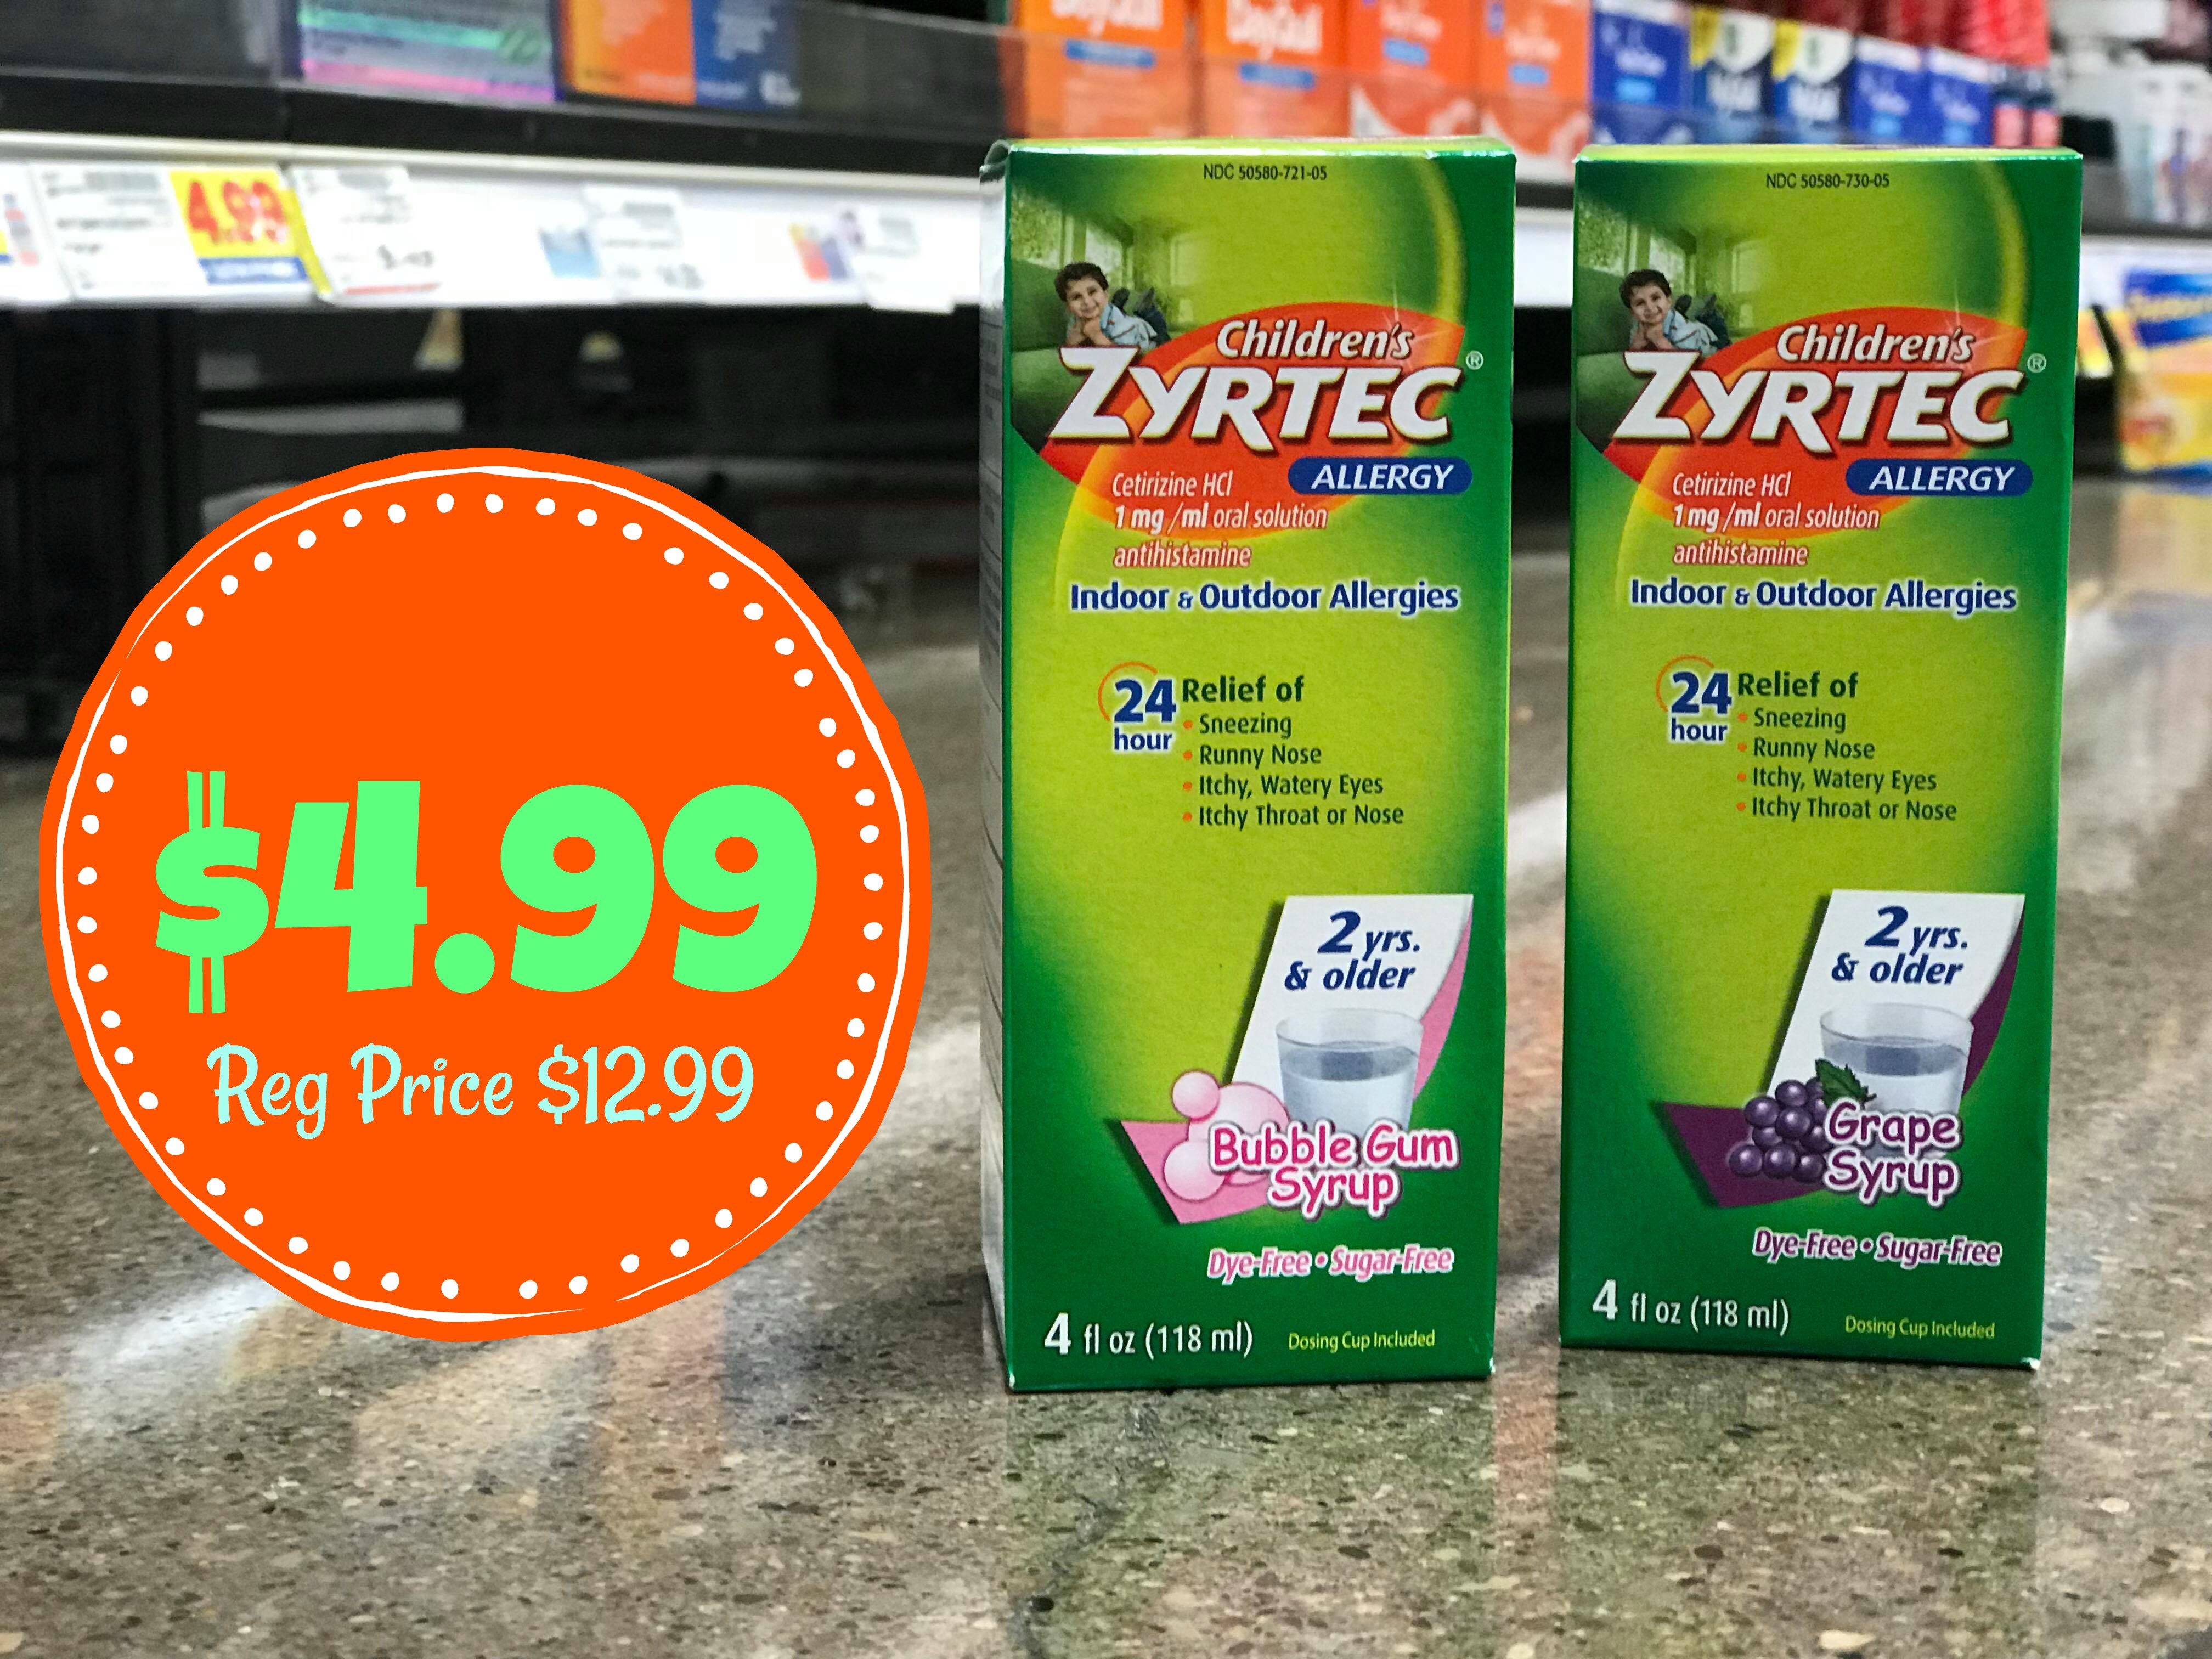 DayQuil
4.99
$4.99
Reg Price $12.99
NDC 50580-721-05
Children's
ZYRTEC®
ALLERGY
Cetirizine HCl
1 mg /ml oral solution
antihistamine
Indoor & Outdoor Allergies
24 hour
Relief of
• Sneezing
• Runny Nose
• Itchy, Watery Eyes
• Itchy Throat or Nose
2 yrs.
& older
Bubble Gum
Syrup
Dye-Free • Sugar-Free
4 fl oz (118 ml)
Dosing Cup Included
NDC 50580-730-05
Children's
ZYRTEC®
ALLERGY
Cetirizine HCl
1 mg /ml oral solution
antihistamine
Indoor & Outdoor Allergies
24 hour
Relief of
• Sneezing
• Runny Nose
• Itchy, Watery Eyes
• Itchy Throat or Nose
2 yrs.
& older
Grape
Syrup
Dye-Free • Sugar-Free
4 fl oz (118 ml)
Dosing Cup Included